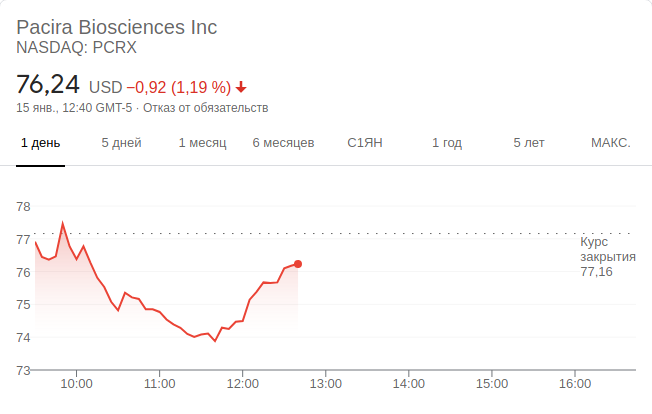 Pacira Biosciences Inc
NASDAQ: PCRX
76,24 USD −0,92 (1,19 %)
15 янв., 12:40 GMT-5 · Отказ от обязательств
1 день 5 дней 1 месяц 6 месяцев С1ЯН 1 год 5 лет МАКС.
78
77
Курс
закрытия
77,16
76
75
74
73
10:00 11:00 12:00 13:00 14:00 15:00 16:00